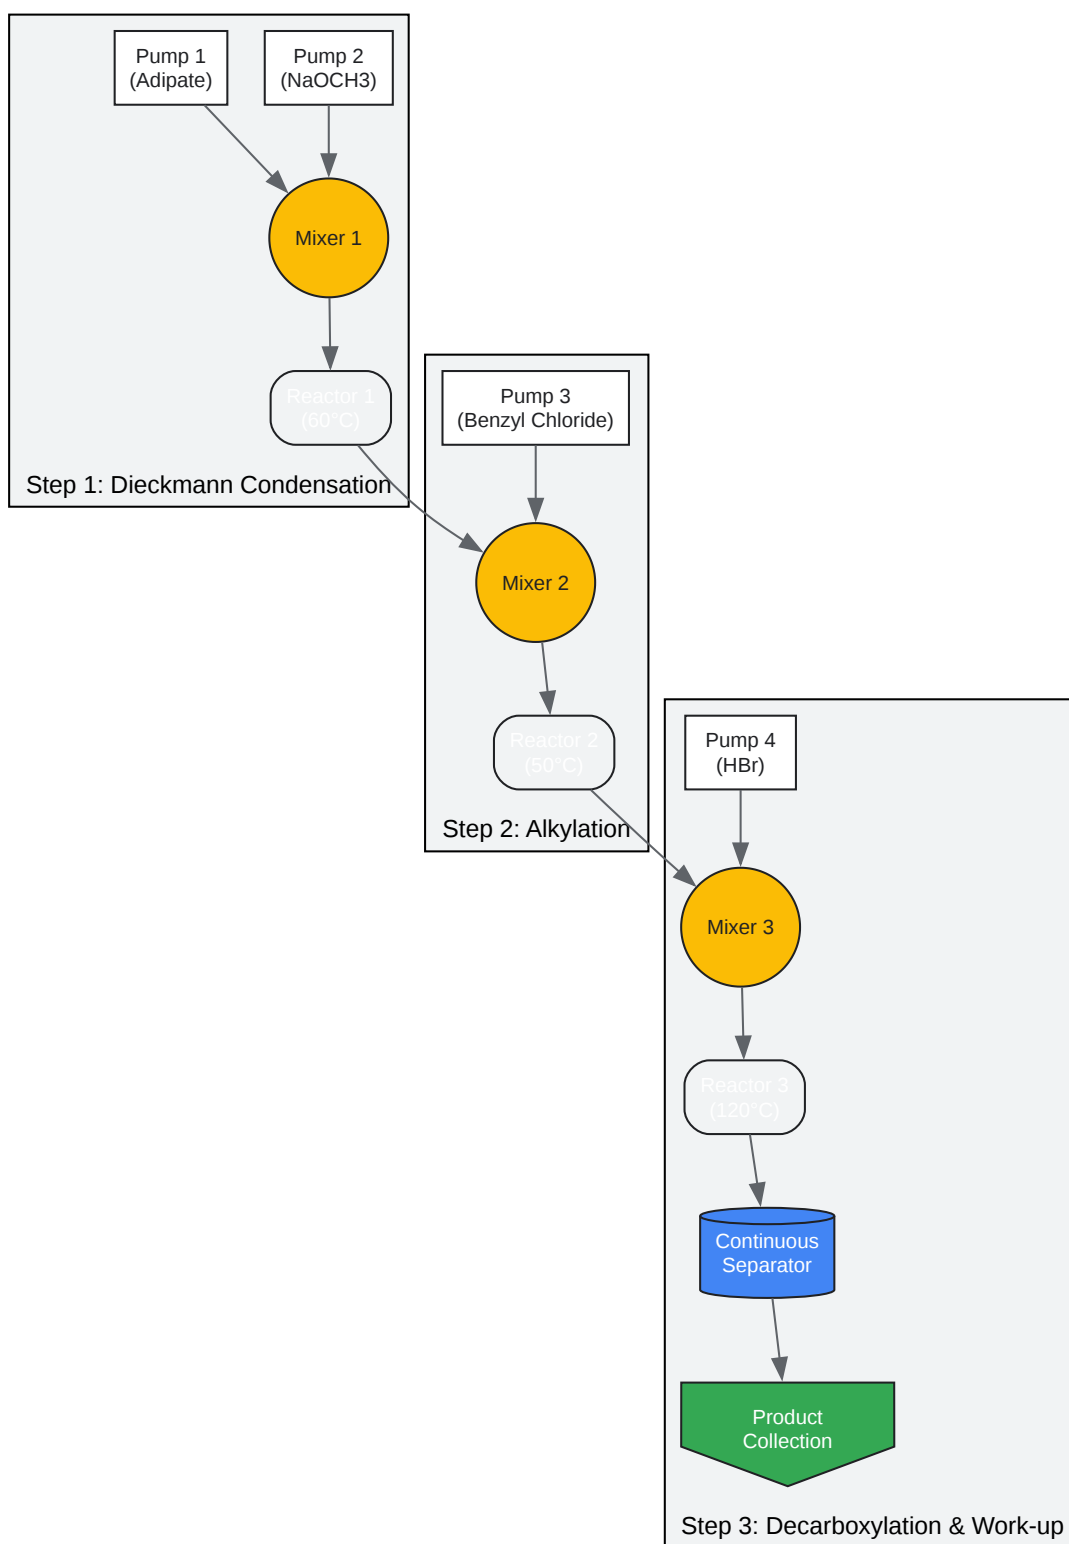 Pump 1
(Adipate)
Pump 2
(NaOCH3)
Mixer 1
Reactor 1
(60°C)
Step 1: Dieckmann Condensation
Pump 3
(Benzyl Chloride)
Mixer 2
Reactor 2
(50°C)
Step 2: Alkylation
Pump 4
(HBr)
Mixer 3
Reactor 3
(120°C)
Continuous
Separator
Product
Collection
Step 3: Decarboxylation & Work-up